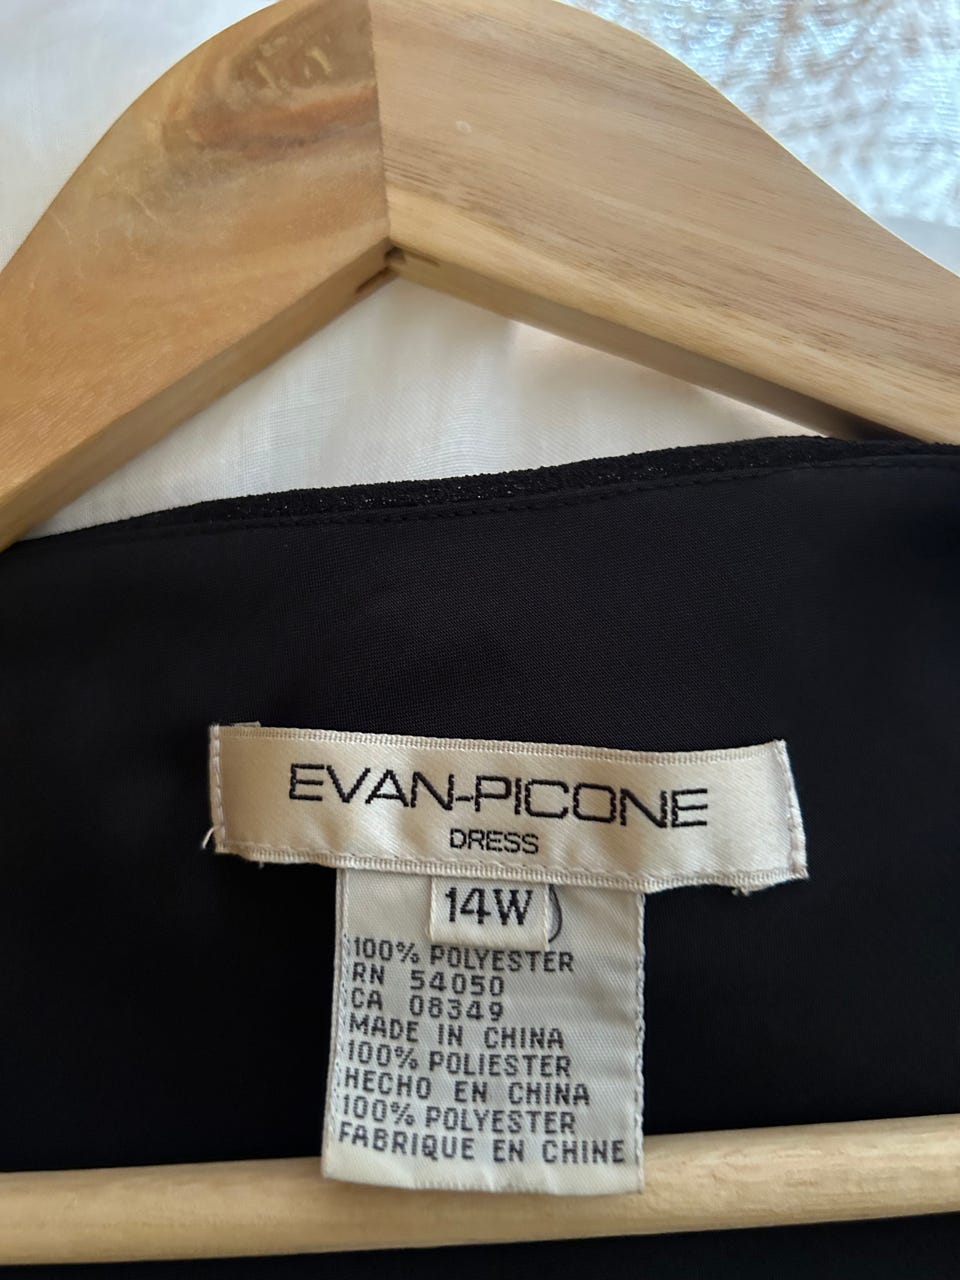 EVAN-PICONE
DRESS
14W
100% POLYESTER
RN 54050
CA 08349
MADE IN CHINA
100% POLIESTER
HECHO EN CHINA
100% POLYESTER
FABRIQUE EN CHINE